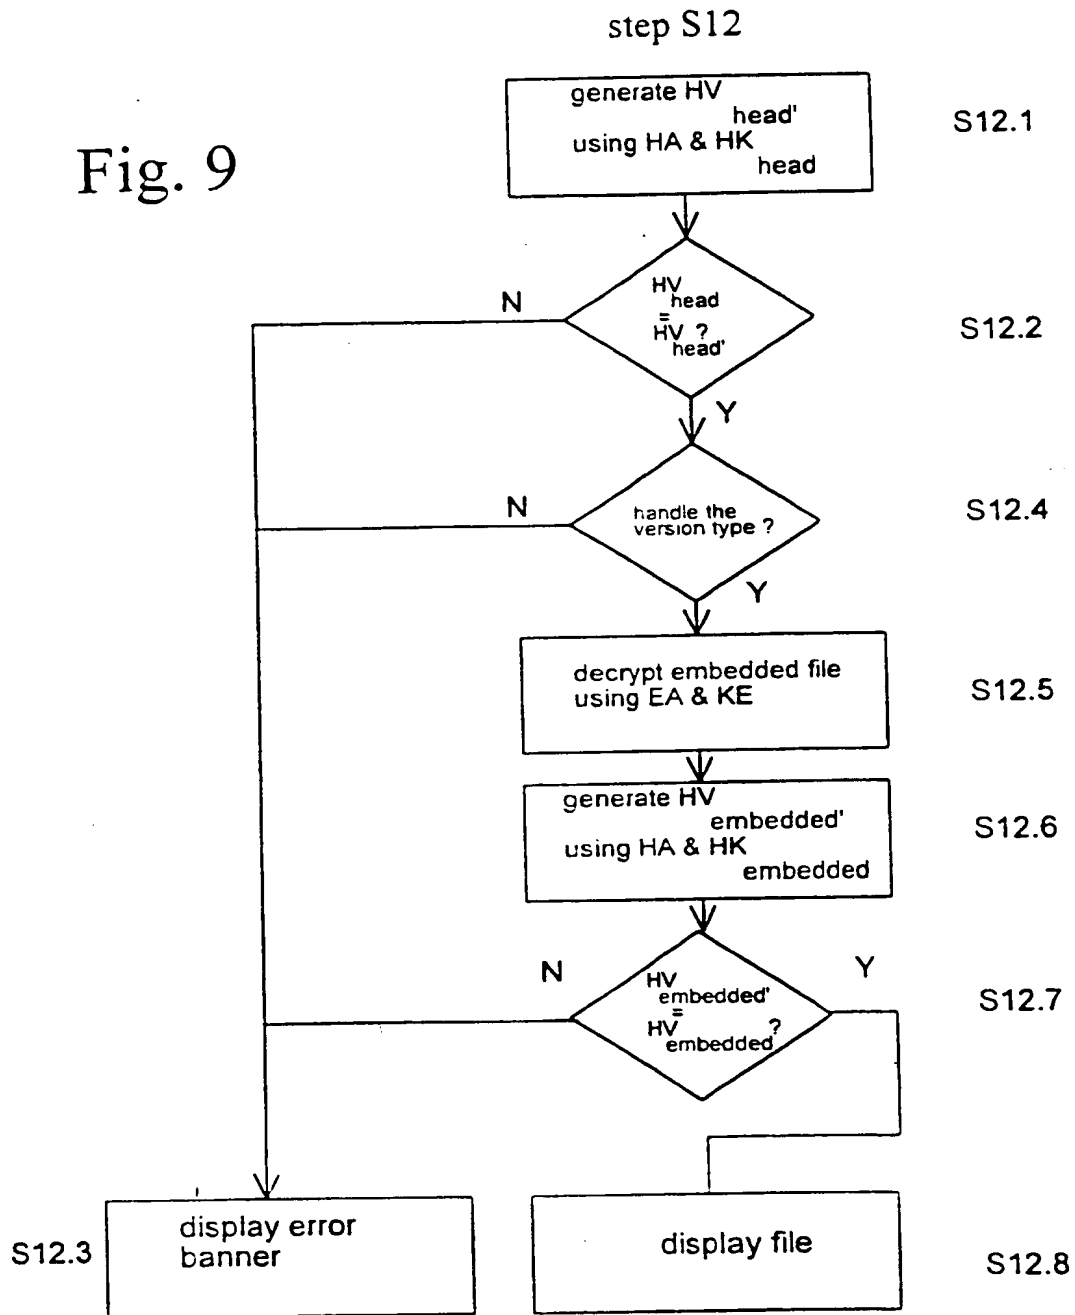 step S12
Fig. 9
generate HV
head'
using HA & HK
head
S12.1
N
HV
head
=
HV ?
head'
S12.2
Y
N
handle the
version type ?
S12.4
Y
decrypt embedded file
using EA & KE
S12.5
generate HV
embedded'
using HA & HK
embedded
S12.6
N
HV
embedded'
=
HV ?
embedded
Y
S12.7
S12.3
display error
banner
display file
S12.8